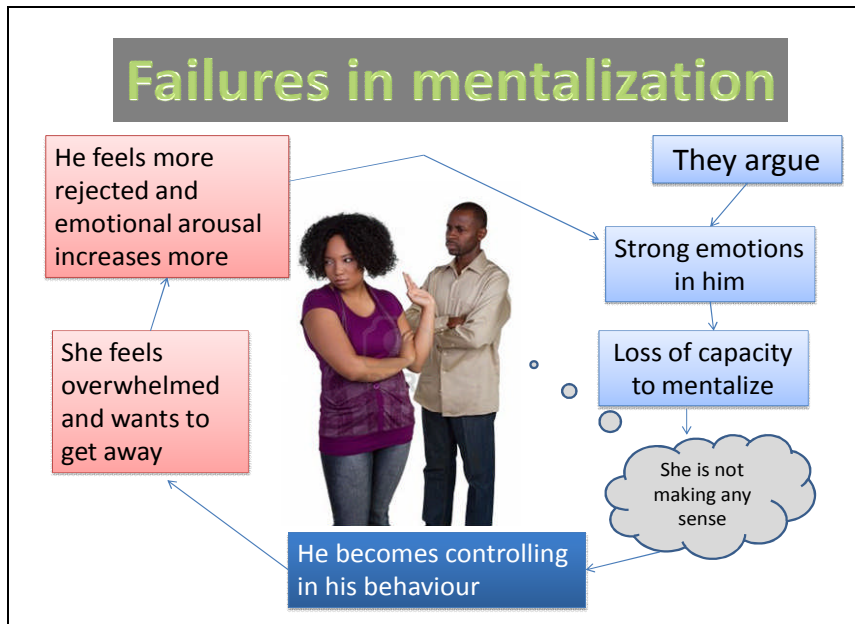 Failures in mentalization
They argue
Strong emotions
in him
Loss of capacity
to mentalize
She is not
making any
sense
He becomes controlling
in his behaviour
She feels
overwhelmed
and wants to
get away
He feels more
rejected and
emotional arousal
increases more